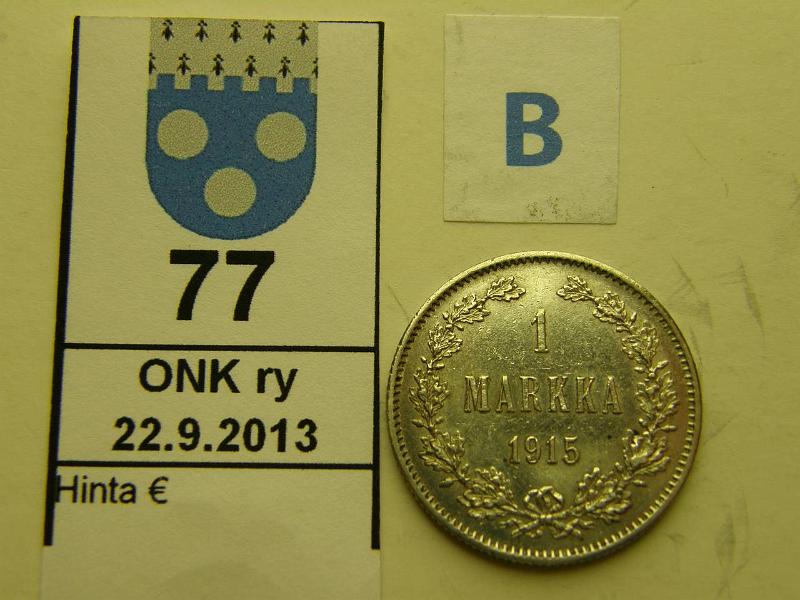 77
ONK ry
22.9.2013
Hinta €
B
1
MARKKA
1915